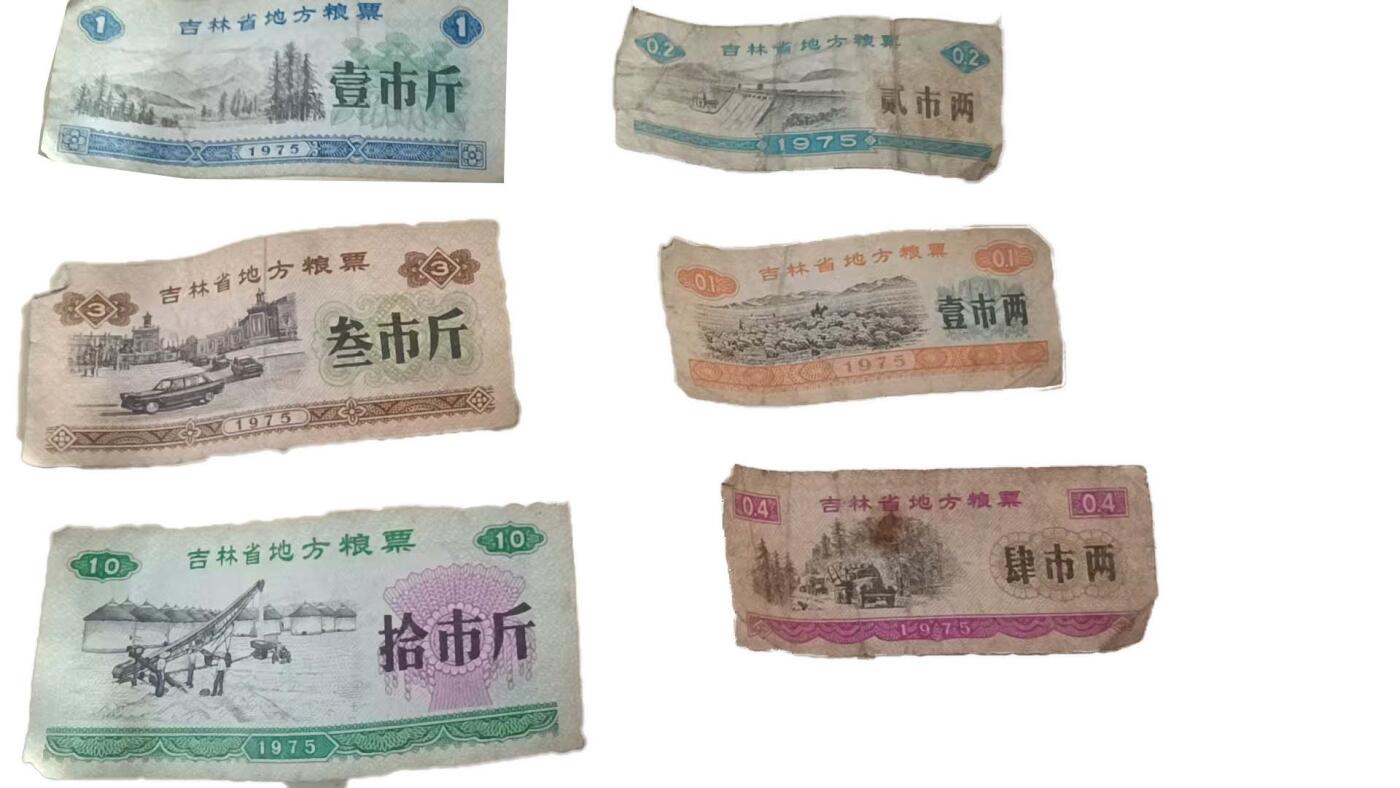 1 吉林省地方粮票 1
壹市斤
1975
0.2 吉林省地方粮票 0.2
贰市两
1975
3 吉林省地方粮票 3
叁市斤
1975
0.1 吉林省地方粮票 0.1
壹市两
1975
10 吉林省地方粮票 10
拾市斤
1975
0.4 吉林省地方粮票 0.4
肆市两
1975